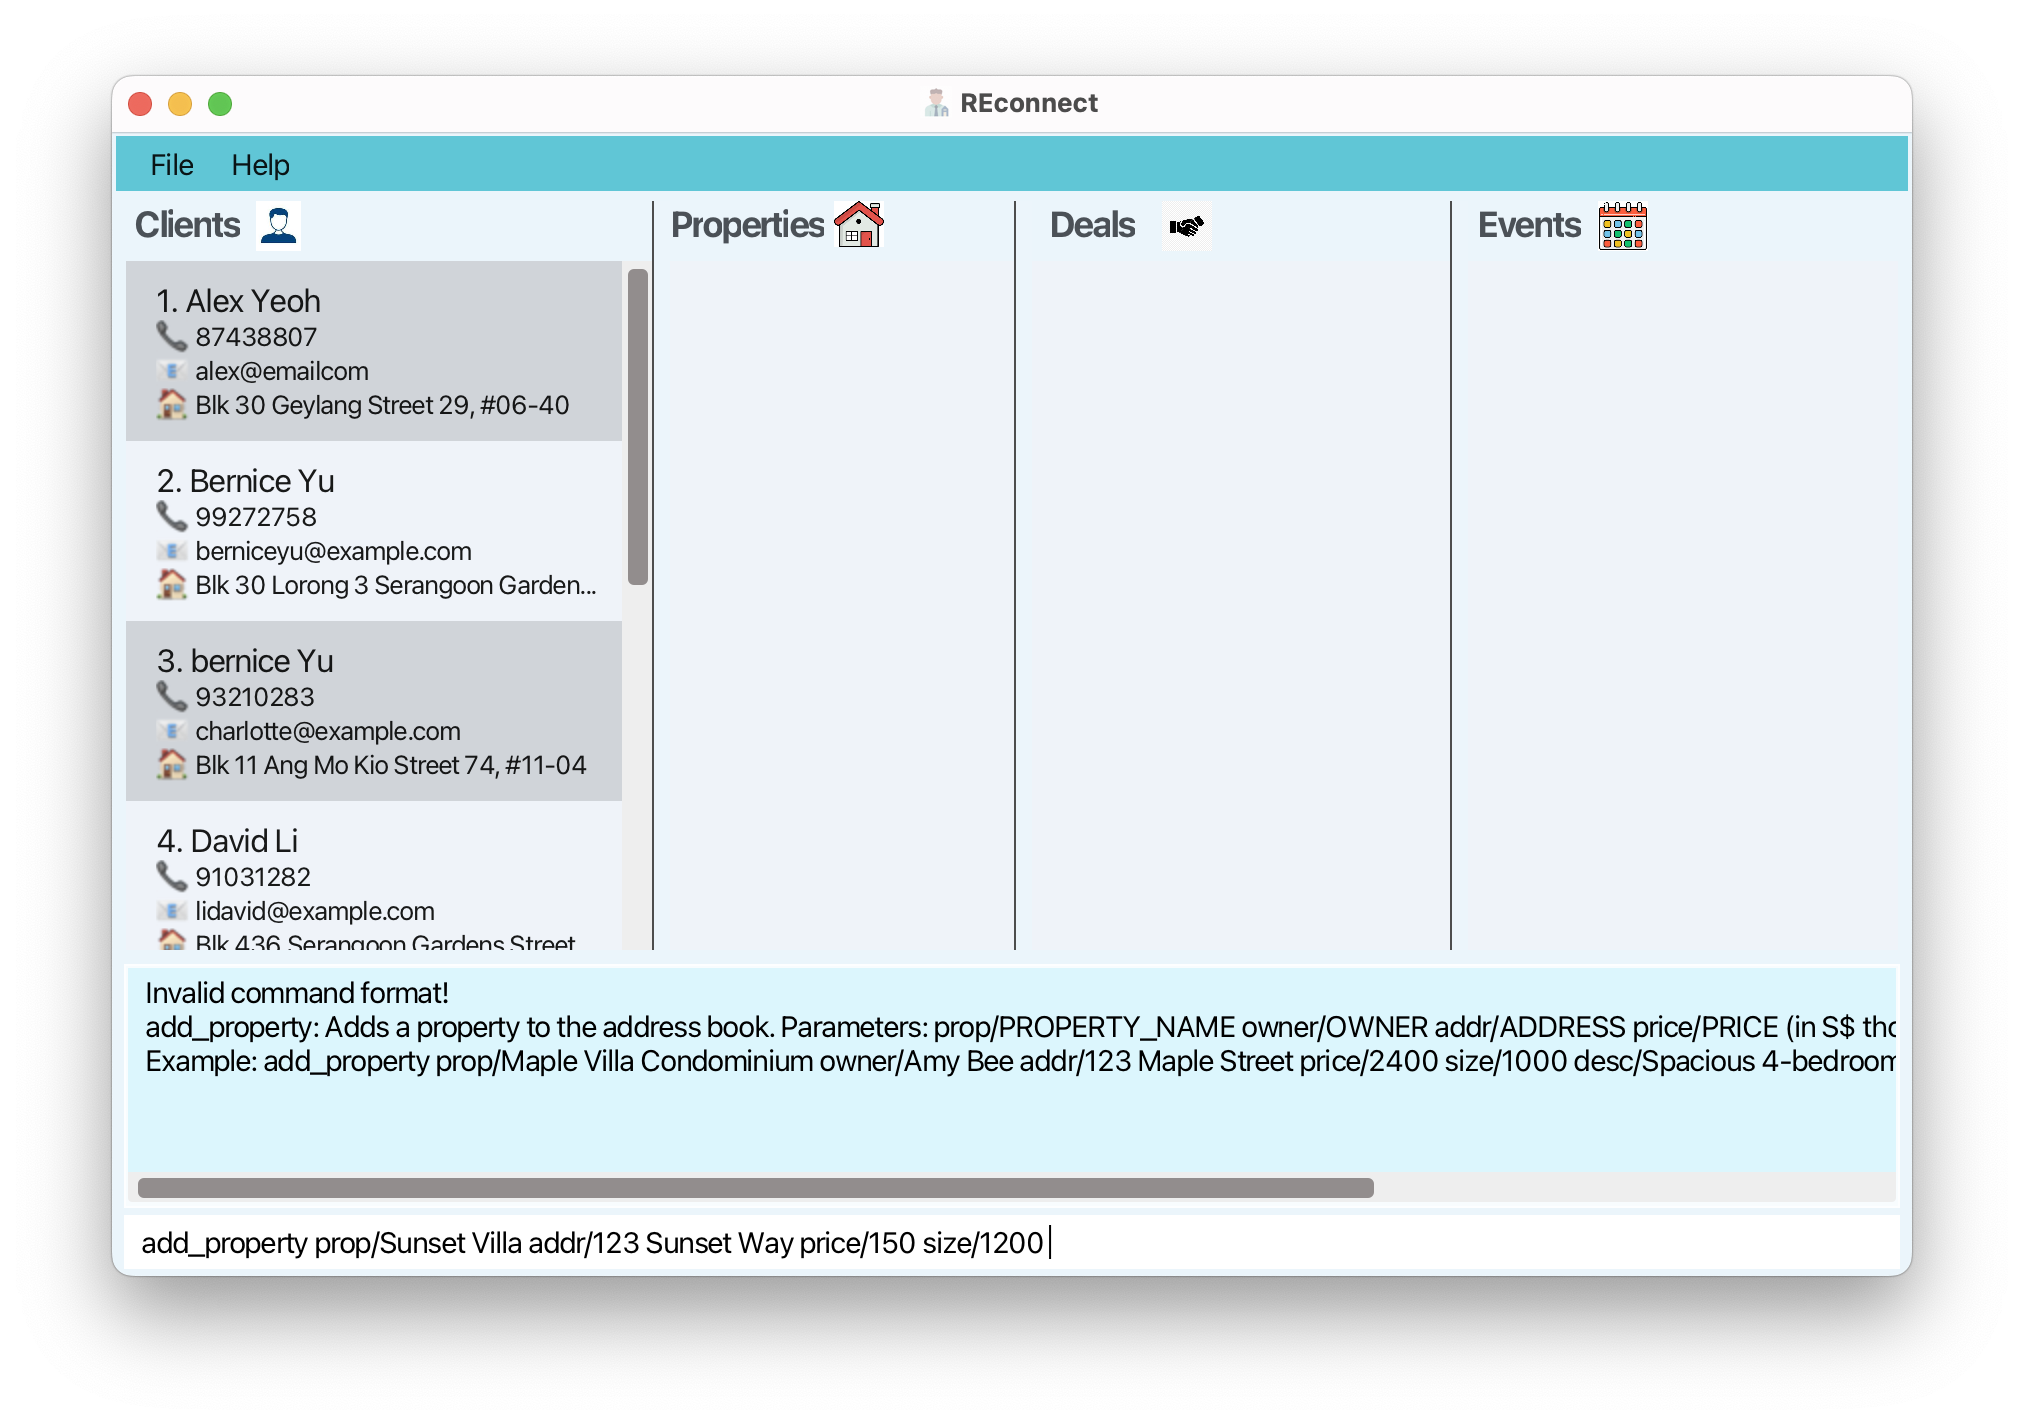 REconnect
File Help
Clients
Properties
Deals
Events
1. Alex Yeoh
87438807
alex@emailcom
Blk 30 Geylang Street 29, #06-40
2. Bernice Yu
99272758
berniceyu@example.com
Blk 30 Lorong 3 Serangoon Garden...
3. bernice Yu
93210283
charlotte@example.com
Blk 11 Ang Mo Kio Street 74, #11-04
4. David Li
91031282
lidavid@example.com
Blk 436 Serangoon Gardens Street
Invalid command format!
add_property: Adds a property to the address book. Parameters: prop/PROPERTY_NAME owner/OWNER addr/ADDRESS price/PRICE (in S$
Example: add_property prop/Maple Villa Condominium owner/Amy Bee addr/123 Maple Street price/2400 size/1000 desc/Spacious 4-bedroom
add_property prop/Sunset Villa addr/123 Sunset Way price/150 size/1200